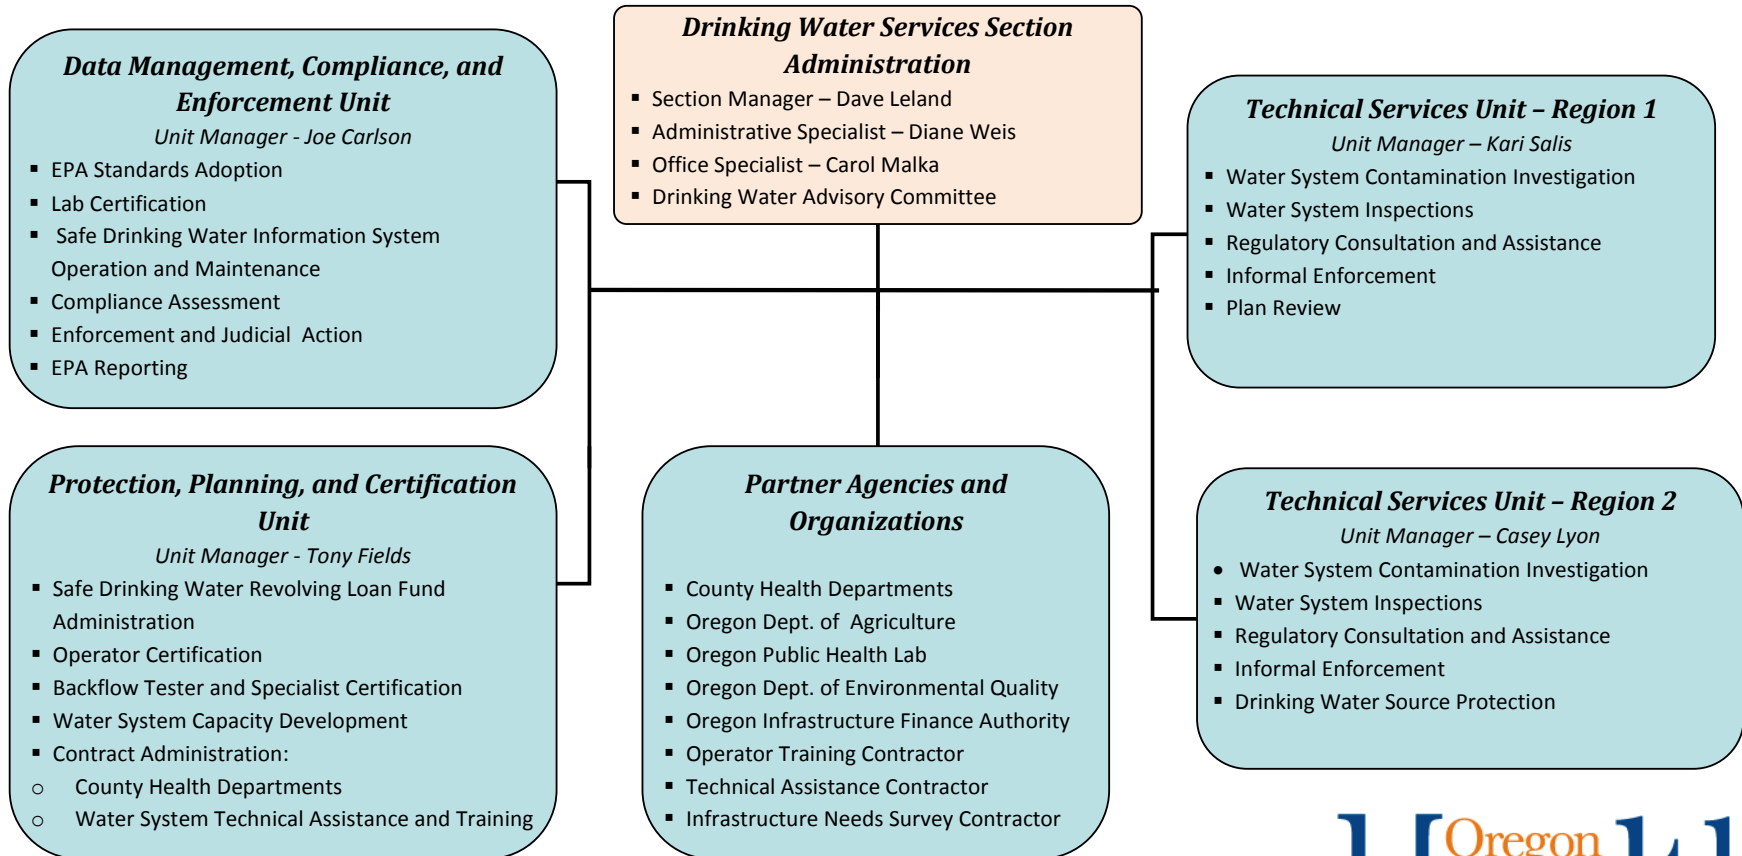 Drinking Water Services Section
Administration
▪ Section Manager – Dave Leland
▪ Administrative Specialist – Diane Weis
▪ Office Specialist – Carol Malka
▪ Drinking Water Advisory Committee
Data Management, Compliance, and
Enforcement Unit
Unit Manager - Joe Carlson
▪ EPA Standards Adoption
▪ Lab Certification
▪ Safe Drinking Water Information System
Operation and Maintenance
▪ Compliance Assessment
▪ Enforcement and Judicial Action
▪ EPA Reporting
Technical Services Unit – Region 1
Unit Manager – Kari Salis
▪ Water System Contamination Investigation
▪ Water System Inspections
▪ Regulatory Consultation and Assistance
▪ Informal Enforcement
▪ Plan Review
Protection, Planning, and Certification
Unit
Unit Manager - Tony Fields
▪ Safe Drinking Water Revolving Loan Fund
Administration
▪ Operator Certification
▪ Backflow Tester and Specialist Certification
▪ Water System Capacity Development
▪ Contract Administration:
o County Health Departments
o Water System Technical Assistance and Training
Partner Agencies and
Organizations
▪ County Health Departments
▪ Oregon Dept. of Agriculture
▪ Oregon Public Health Lab
▪ Oregon Dept. of Environmental Quality
▪ Oregon Infrastructure Finance Authority
▪ Operator Training Contractor
▪ Technical Assistance Contractor
▪ Infrastructure Needs Survey Contractor
Technical Services Unit – Region 2
Unit Manager – Casey Lyon
• Water System Contamination Investigation
▪ Water System Inspections
▪ Regulatory Consultation and Assistance
▪ Informal Enforcement
▪ Drinking Water Source Protection
Oregon